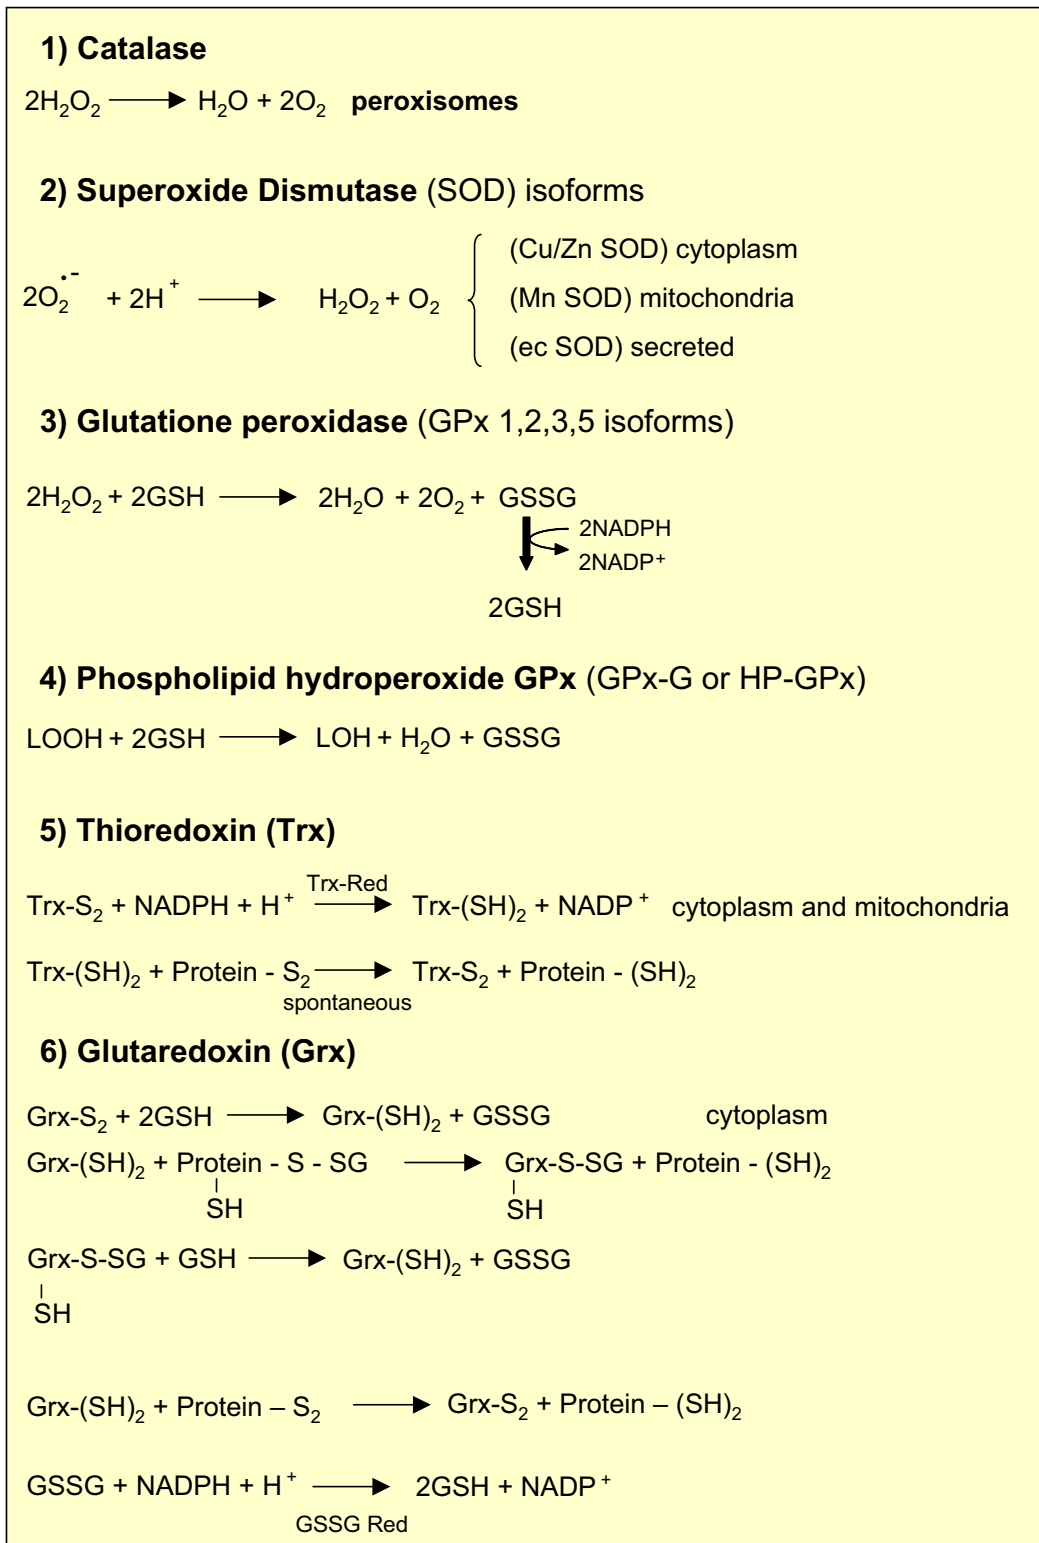 1) Catalase
2H₂O₂ ⟶ H₂O + 2O₂ peroxisomes
2) Superoxide Dismutase (SOD) isoforms
(Cu/Zn SOD) cytoplasm
2O₂˙⁻ + 2H⁺ ⟶ H₂O₂ + O₂ (Mn SOD) mitochondria
(ec SOD) secreted
3) Glutatione peroxidase (GPx 1,2,3,5 isoforms)
2H₂O₂ + 2GSH ⟶ 2H₂O + 2O₂ + GSSG
2NADPH
2NADP⁺
2GSH
4) Phospholipid hydroperoxide GPx (GPx-G or HP-GPx)
LOOH + 2GSH ⟶ LOH + H₂O + GSSG
5) Thioredoxin (Trx)
Trx-Red
Trx-S₂ + NADPH + H⁺ ⟶ Trx-(SH)₂ + NADP⁺ cytoplasm and mitochondria
Trx-(SH)₂ + Protein - S₂ ⟶ Trx-S₂ + Protein - (SH)₂
spontaneous
6) Glutaredoxin (Grx)
Grx-S₂ + 2GSH ⟶ Grx-(SH)₂ + GSSG cytoplasm
Grx-(SH)₂ + Protein - S - SG ⟶ Grx-S-SG + Protein - (SH)₂
SH SH
Grx-S-SG + GSH ⟶ Grx-(SH)₂ + GSSG
SH
Grx-(SH)₂ + Protein – S₂ ⟶ Grx-S₂ + Protein – (SH)₂
GSSG + NADPH + H⁺ ⟶ 2GSH + NADP⁺
GSSG Red